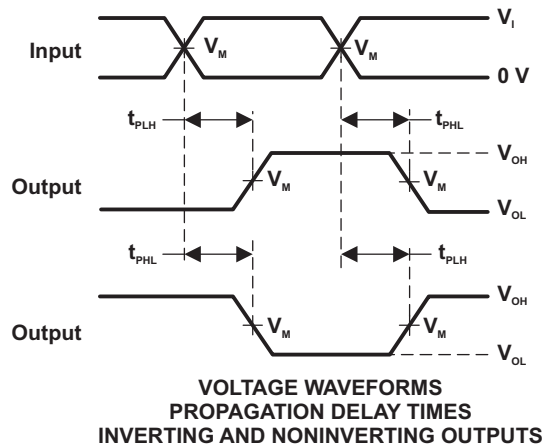 V_I
Input
V_M
V_M
0 V
t_PLH
t_PHL
V_OH
Output
V_M
V_M
V_OL
t_PHL
t_PLH
V_OH
Output
V_M
V_M
V_OL
VOLTAGE WAVEFORMS
PROPAGATION DELAY TIMES
INVERTING AND NONINVERTING OUTPUTS